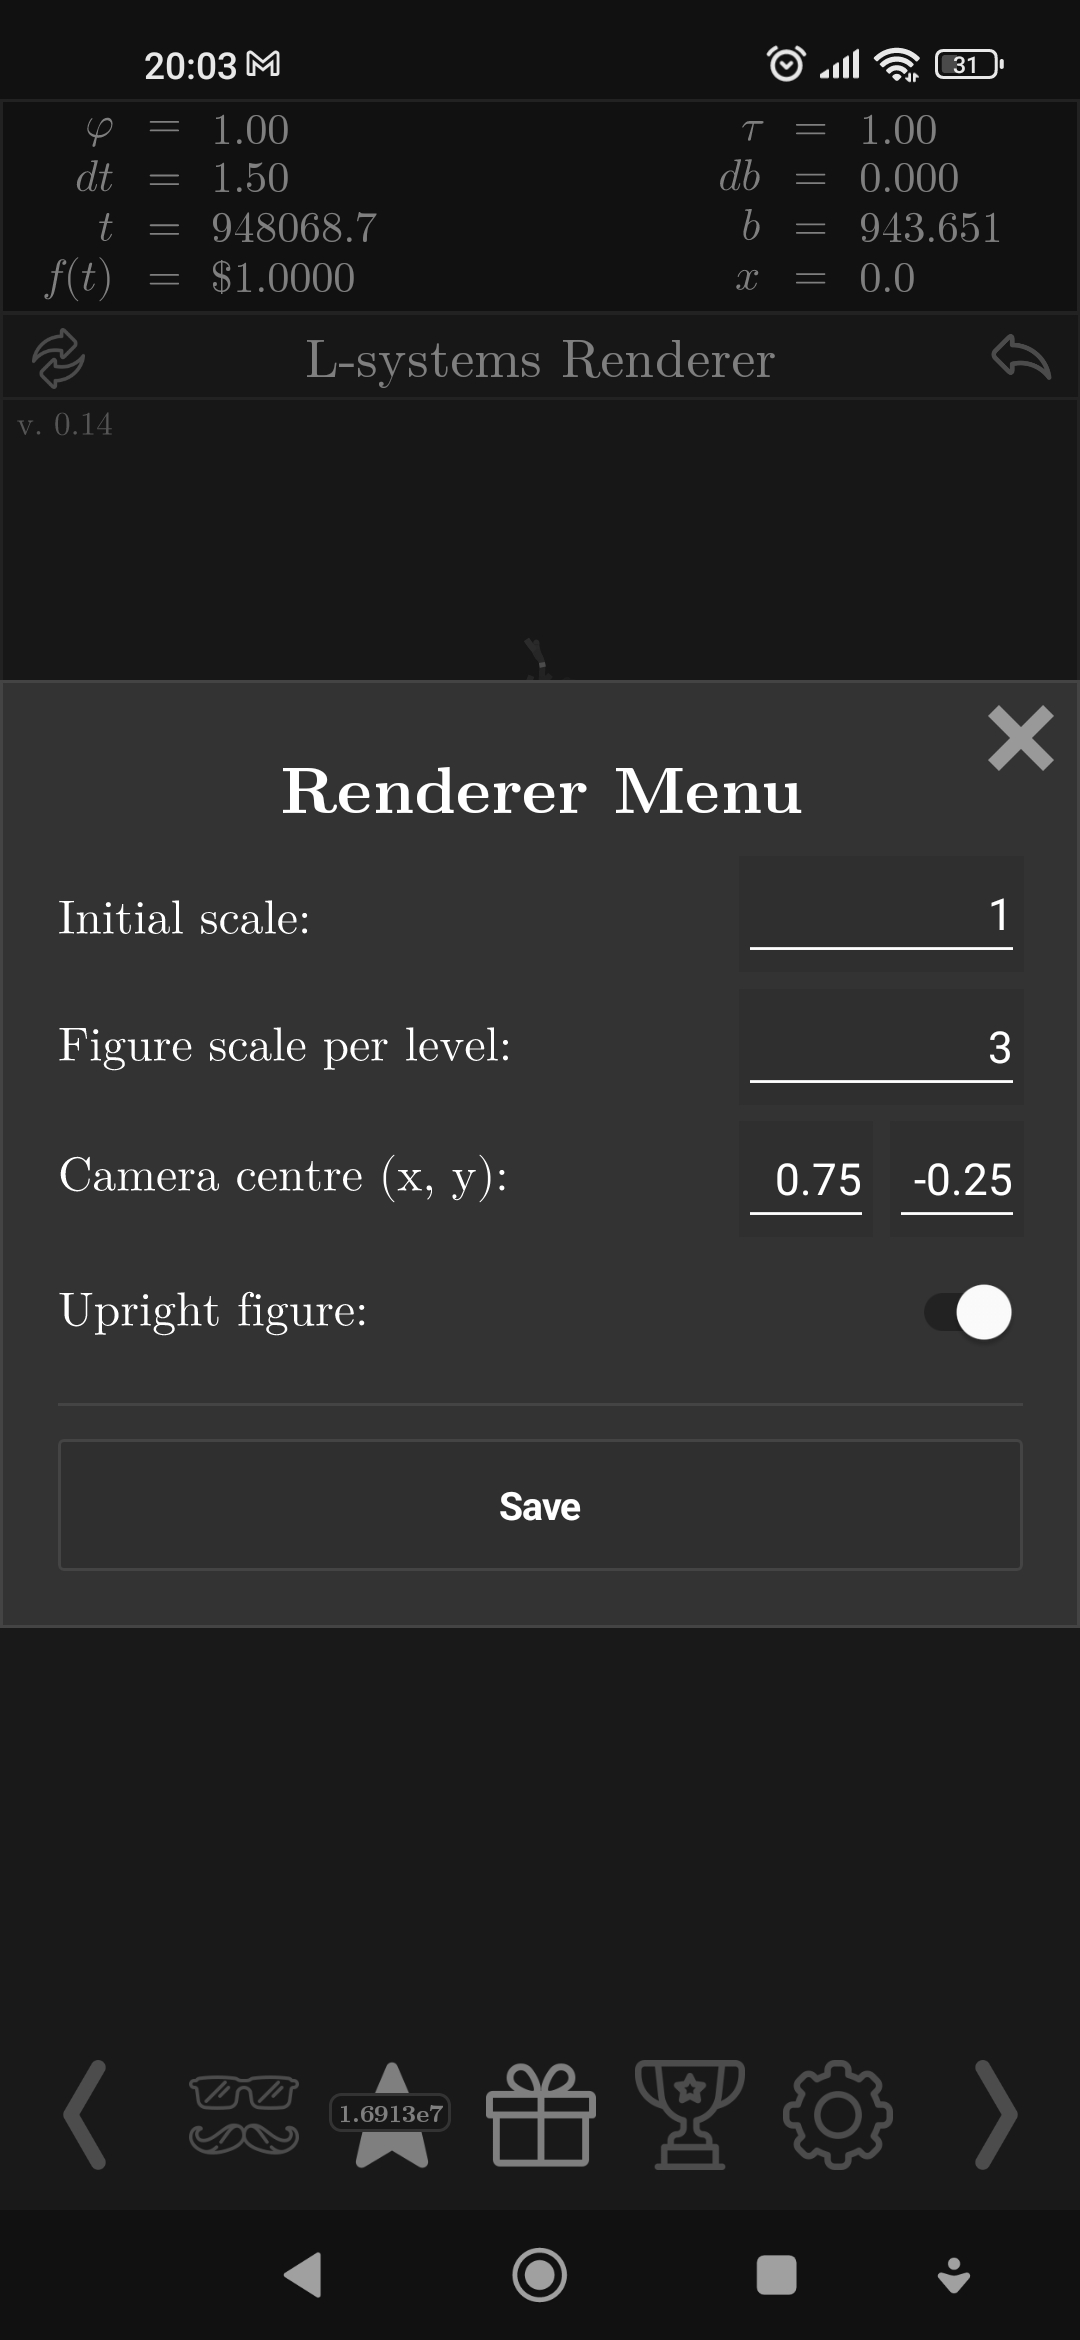 20:03 31
φ = 1.00 τ = 1.00
dt = 1.50 db = 0.000
t = 948068.7 b = 943.651
f(t) = $1.0000 x = 0.0
L-systems Renderer
v. 0.14
Renderer Menu
Initial scale: 1
Figure scale per level: 3
Camera centre (x, y): 0.75 -0.25
Upright figure:
Save
1.6913e7